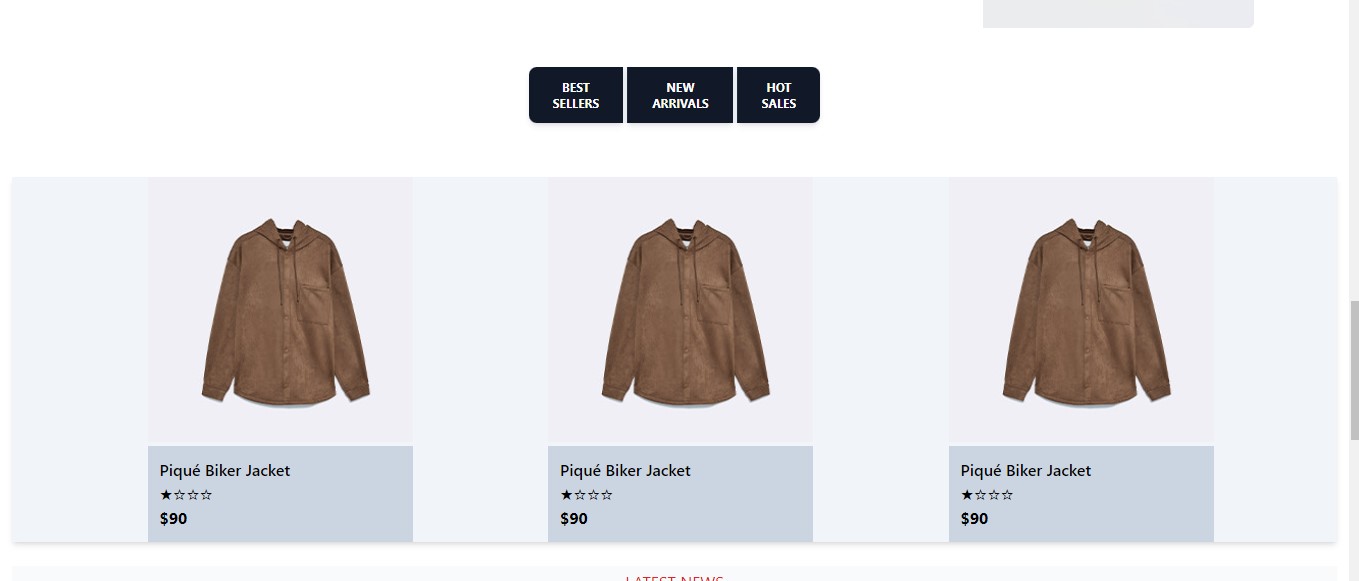 BEST
SELLERS
NEW
ARRIVALS
HOT
SALES
Piqué Biker Jacket
★☆☆☆
$90
Piqué Biker Jacket
★☆☆☆
$90
Piqué Biker Jacket
★☆☆☆
$90
LATEST NEWS